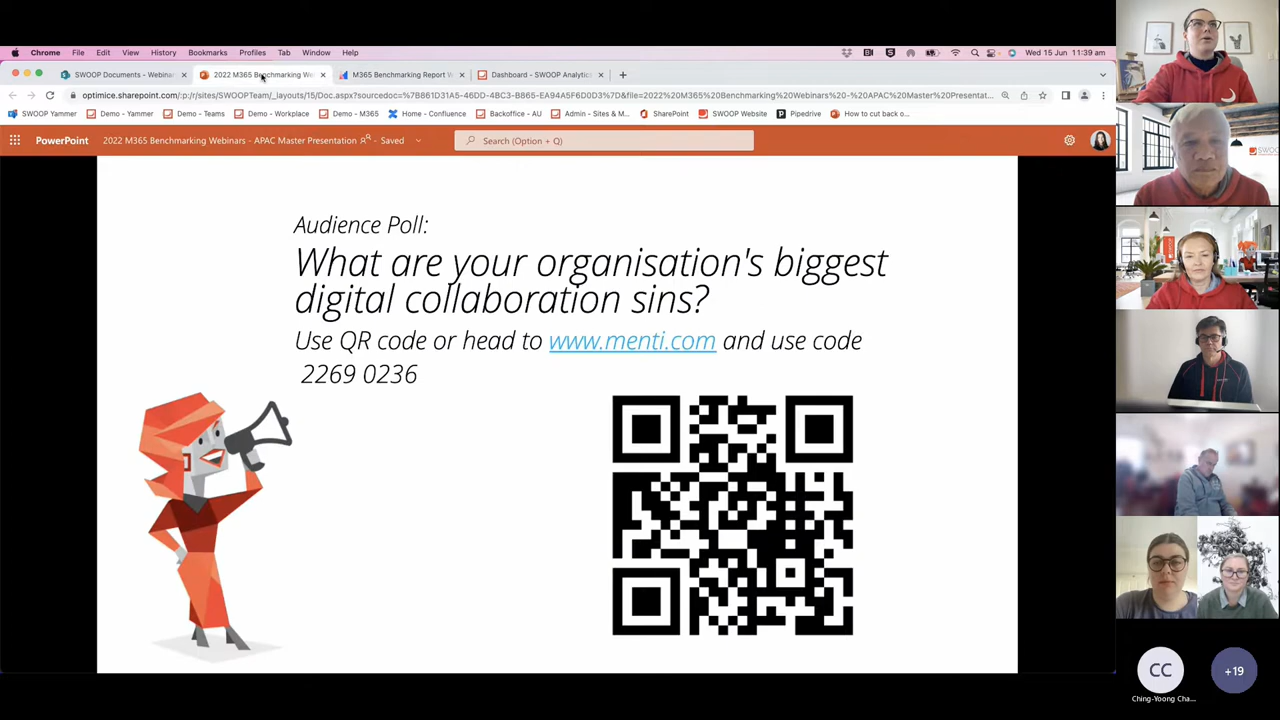 Chrome File Edit View History Bookmarks Profiles Tab Window Help
Wed 15 Jun 11:39 am
SWOOP Documents - Webinar
2022 M365 Benchmarking We
M365 Benchmarking Report W
Dashboard - SWOOP Analytics
SWOOP Yammer Demo - Yammer Demo - Teams Demo - Workplace Demo - M365 Home - Confluence Backoffice - AU Admin - Sites & M... SharePoint SWOOP Website Pipedrive How to cut back o...
PowerPoint 2022 M365 Benchmarking Webinars - APAC Master Presentation Saved
Search (Option + Q)
Audience Poll:
What are your organisation's biggest
digital collaboration sins?
Use QR code or head to www.menti.com and use code
2269 0236
CC
+19
Ching-Yoong Cha...